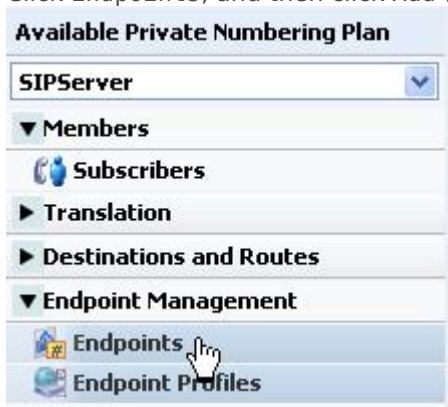 Available Private Numbering Plan
SIPServer
Members
Subscribers
Translation
Destinations and Routes
Endpoint Management
Endpoints
Endpoint Profiles